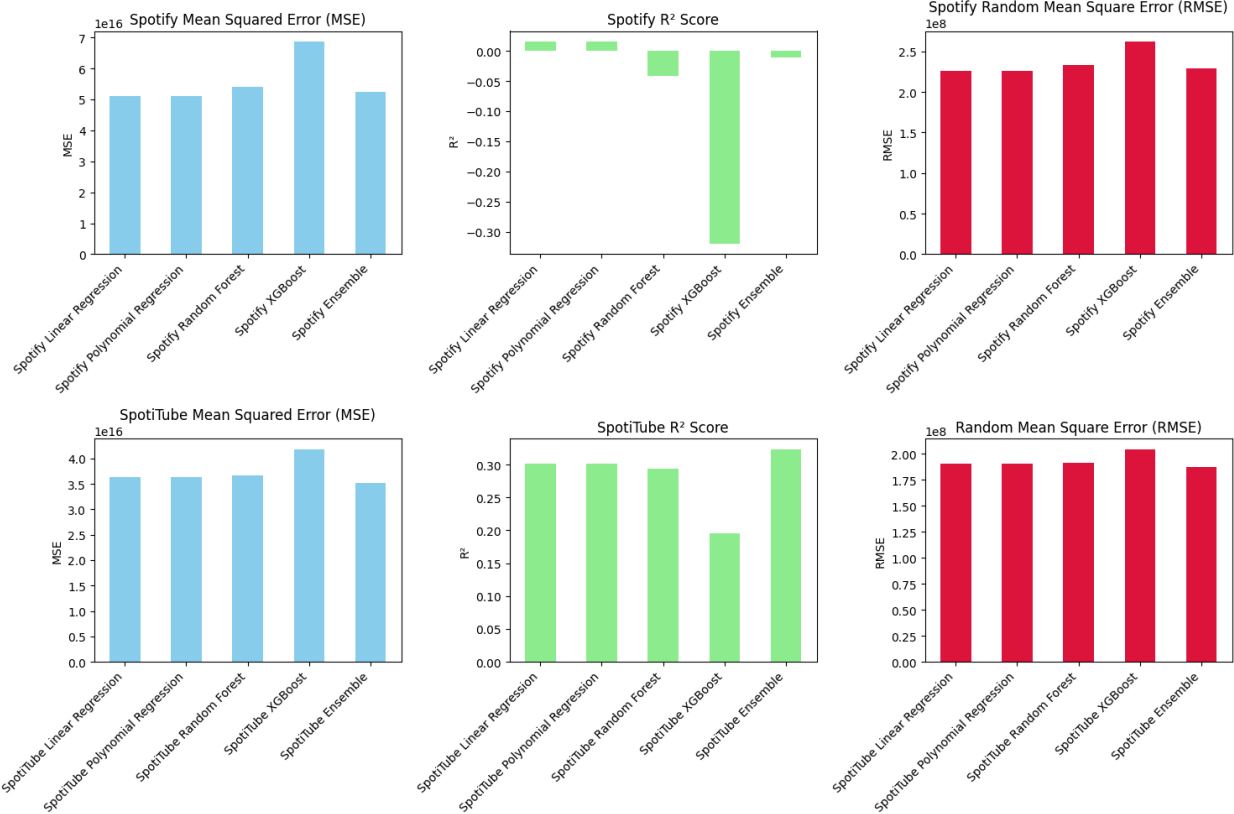 Spotify Mean Squared Error (MSE)
1e16
7
6
5
4
3
2
1
0
MSE
Spotify Linear Regression
Spotify Polynomial Regression
Spotify Random Forest
Spotify XGBoost
Spotify Ensemble
Spotify R² Score
0.00
−0.05
−0.10
−0.15
−0.20
−0.25
−0.30
R²
Spotify Linear Regression
Spotify Polynomial Regression
Spotify Random Forest
Spotify XGBoost
Spotify Ensemble
Spotify Random Mean Square Error (RMSE)
1e8
2.5
2.0
1.5
1.0
0.5
0.0
RMSE
Spotify Linear Regression
Spotify Polynomial Regression
Spotify Random Forest
Spotify XGBoost
Spotify Ensemble
SpotiTube Mean Squared Error (MSE)
1e16
4.0
3.5
3.0
2.5
2.0
1.5
1.0
0.5
0.0
MSE
SpotiTube Linear Regression
SpotiTube Polynomial Regression
SpotiTube Random Forest
SpotiTube XGBoost
SpotiTube Ensemble
SpotiTube R² Score
0.30
0.25
0.20
0.15
0.10
0.05
0.00
R²
SpotiTube Linear Regression
SpotiTube Polynomial Regression
SpotiTube Random Forest
SpotiTube XGBoost
SpotiTube Ensemble
Random Mean Square Error (RMSE)
1e8
2.00
1.75
1.50
1.25
1.00
0.75
0.50
0.25
0.00
RMSE
SpotiTube Linear Regression
SpotiTube Polynomial Regression
SpotiTube Random Forest
SpotiTube XGBoost
SpotiTube Ensemble